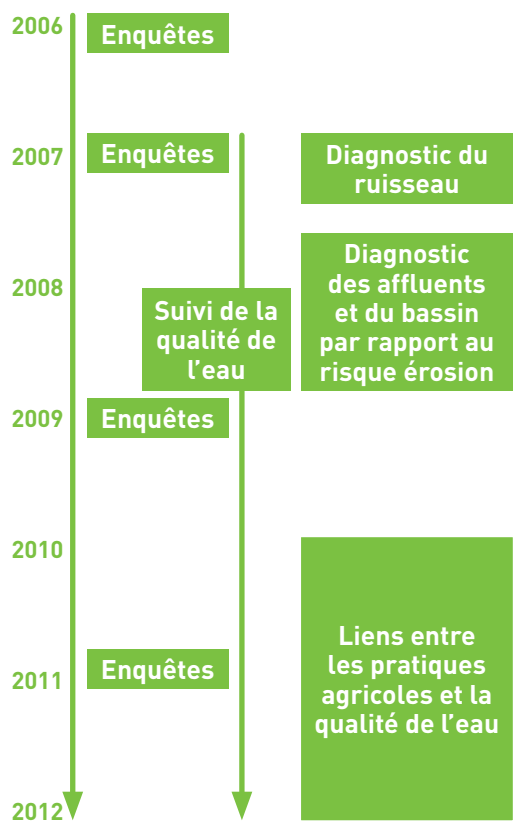 2006
Enquêtes
2007
Enquêtes
Diagnostic du
ruisseau
2008
Suivi de la
qualité de
l’eau
Diagnostic
des affluents
et du bassin
par rapport au
risque érosion
2009
Enquêtes
2010
2011
Enquêtes
Liens entre
les pratiques
agricoles et la
qualité de l’eau
2012